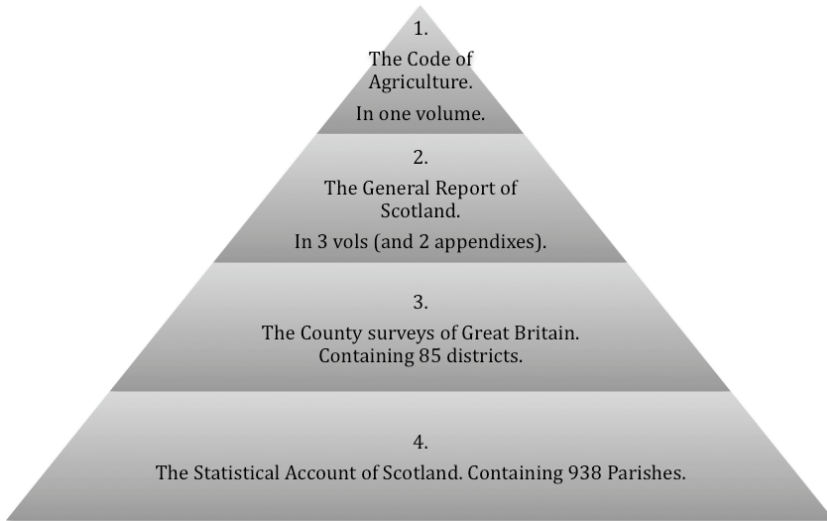 1.
The Code of
Agriculture.
In one volume.
2.
The General Report of
Scotland.
In 3 vols (and 2 appendixes).
3.
The County surveys of Great Britain.
Containing 85 districts.
4.
The Statistical Account of Scotland. Containing 938 Parishes.